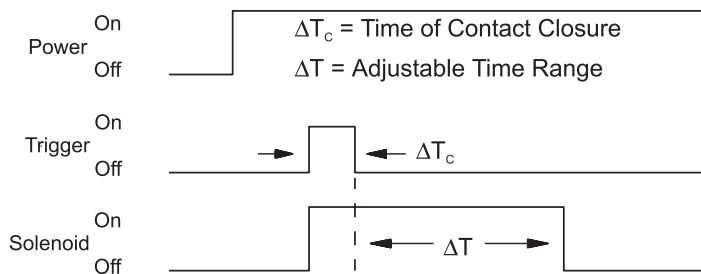 On
Power
Off
ΔTc = Time of Contact Closure
ΔT = Adjustable Time Range
On
Trigger
Off
ΔTc
On
Solenoid
Off
ΔT